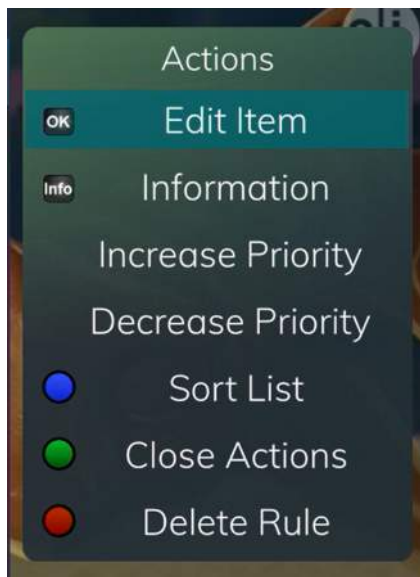 Actions
OK Edit Item
Info Information
Increase Priority
Decrease Priority
Sort List
Close Actions
Delete Rule